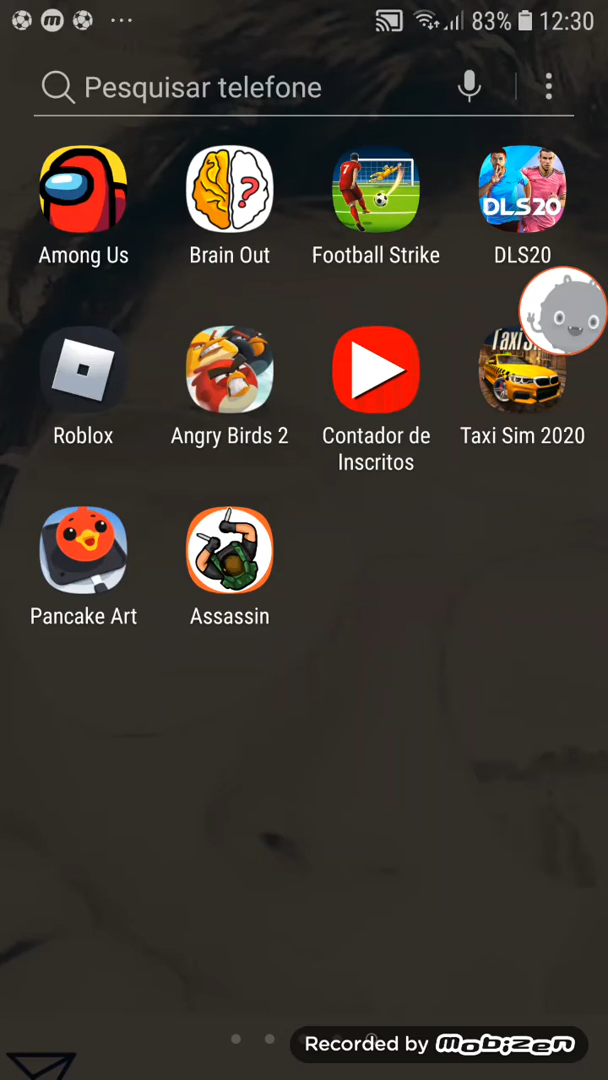 83% 12:30
Pesquisar telefone
7
?
DLS20
Among Us
Brain Out
Football Strike
DLS20
Roblox
Angry Birds 2
Contador de
Inscritos
Taxi Sim 2020
Pancake Art
Assassin
Recorded by mobizen